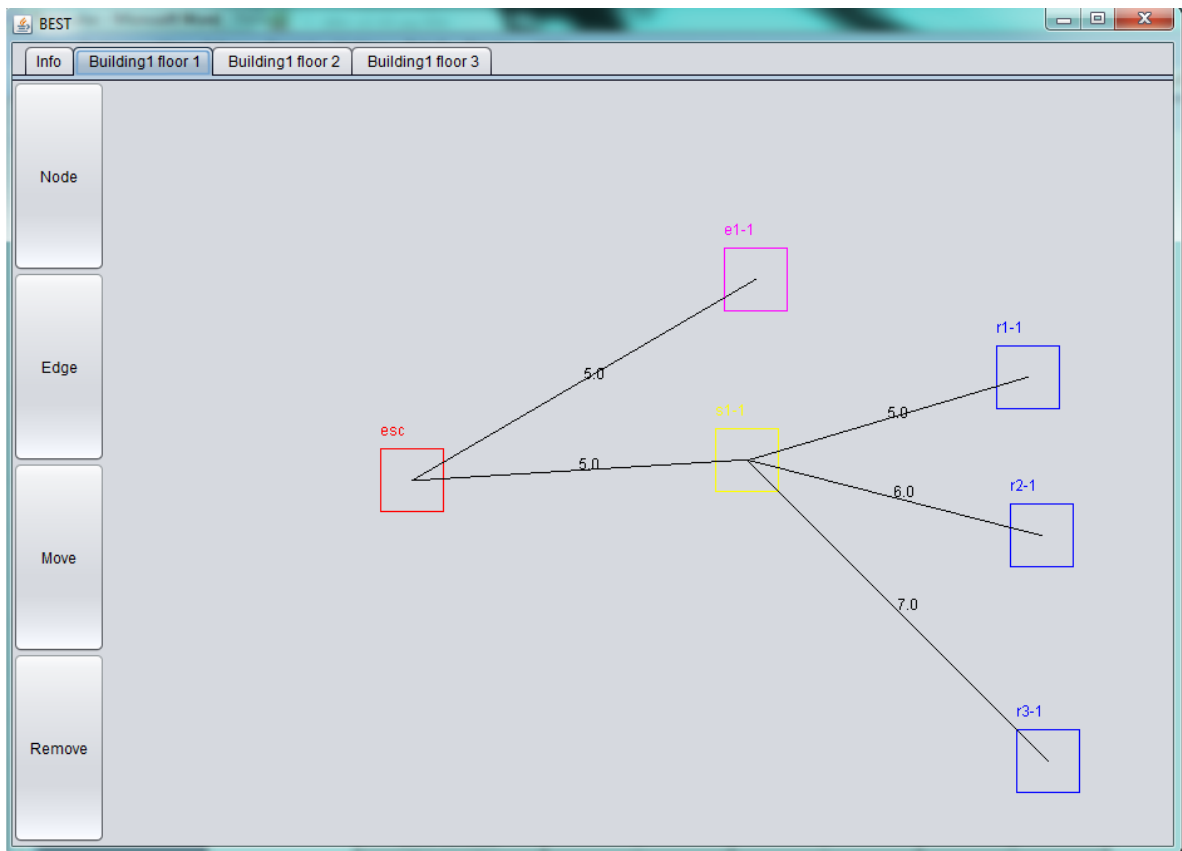 BEST
Info Building1 floor 1 Building1 floor 2 Building1 floor 3
Node
Edge
Move
Remove
e1-1
r1-1
5.0
5.0
s1-1
esc
5.0
r2-1
6.0
7.0
r3-1